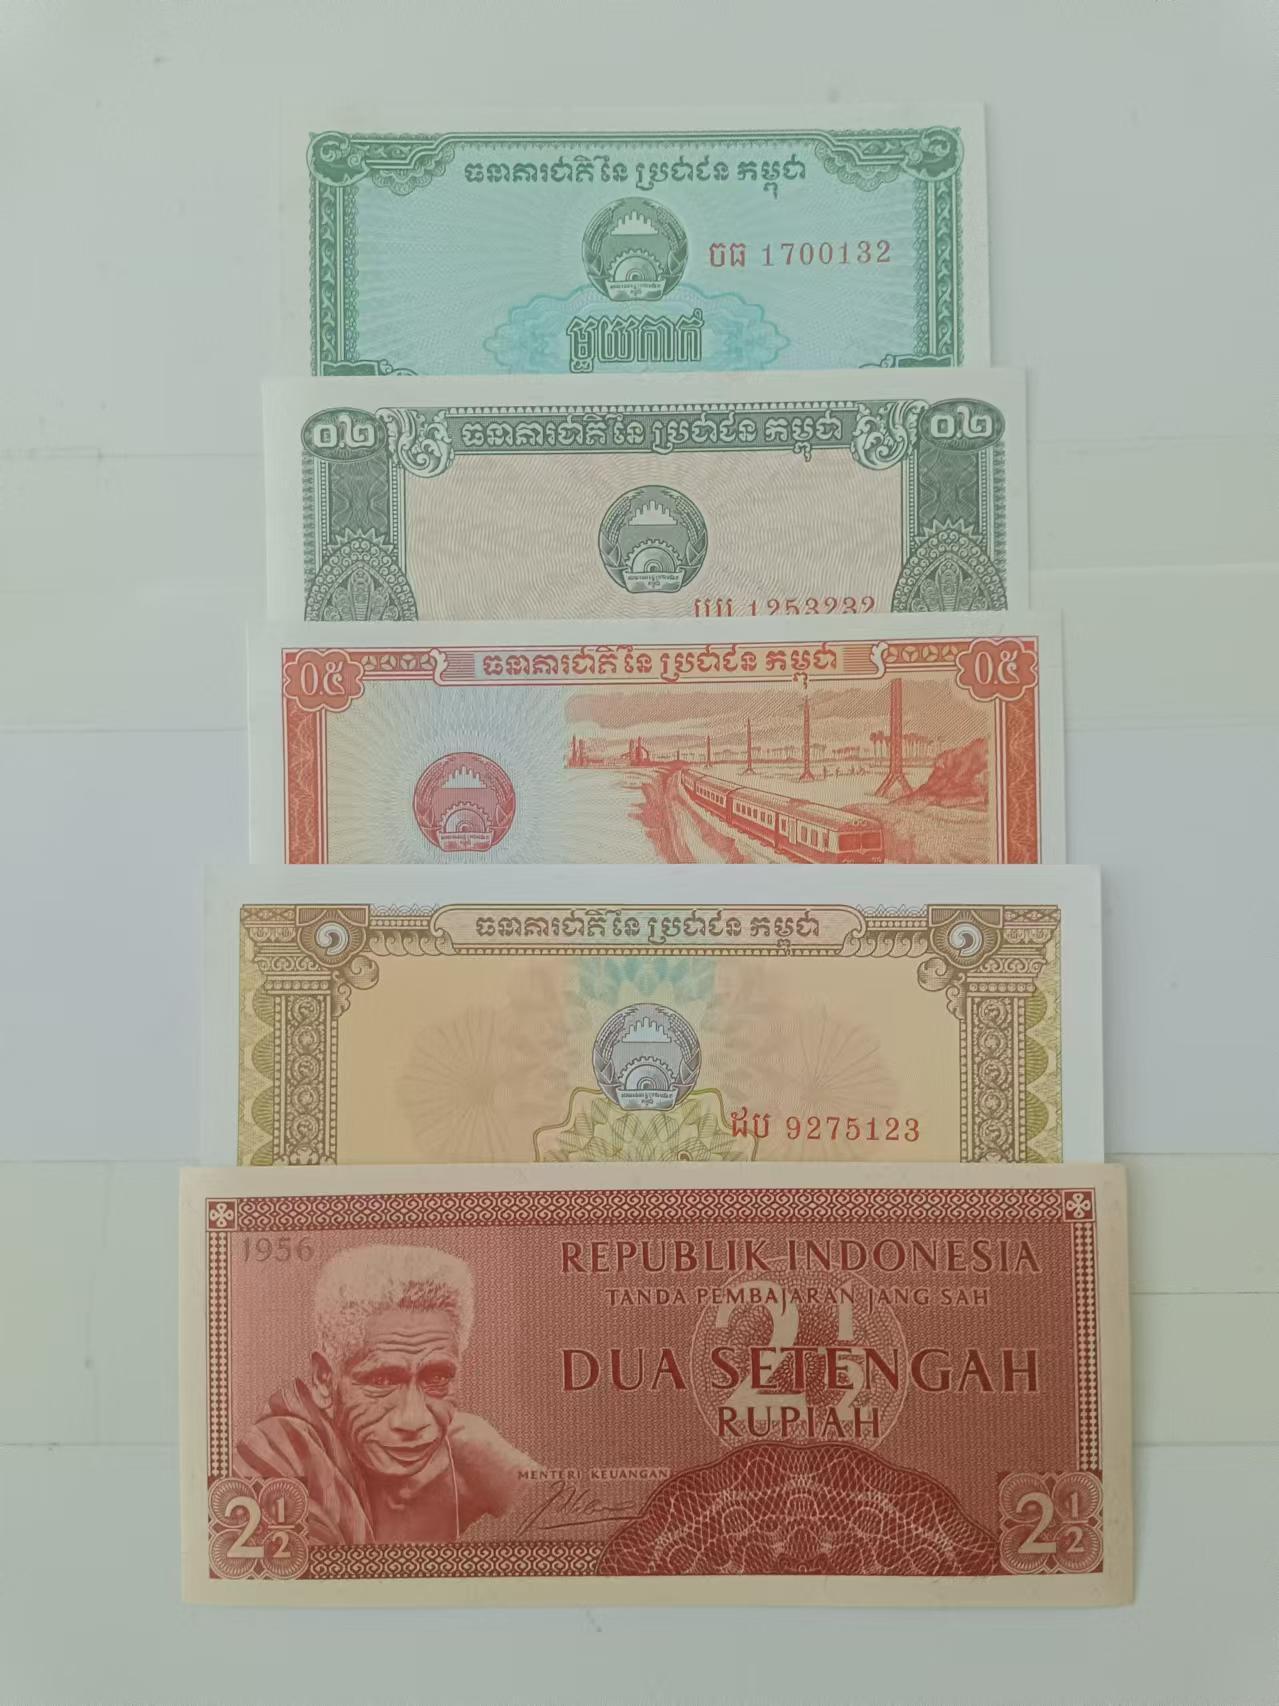 ធនាគារជាតិ នៃ ប្រជាជន កម្ពុជា
ចធ 1700132
មួយកាក់
ធនាគារជាតិ នៃ ប្រជាជន កម្ពុជា
០.២
០.២
1253232
ធនាគារជាតិ នៃ ប្រជាជន កម្ពុជា
០.៥
០.៥
ធនាគារជាតិ នៃ ប្រជាជន កម្ពុជា
១
១
ដប 9275123
1956
REPUBLIK INDONESIA
TANDA PEMBAJARAN JANG SAH
2½
DUA SETENGAH
RUPIAH
MENTERI KEUANGAN
2½
2½